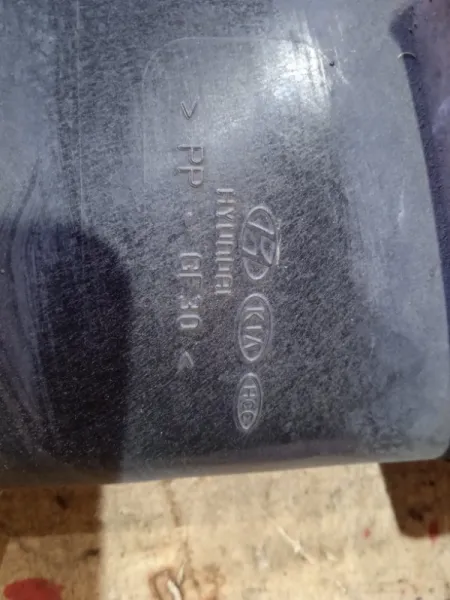 KIA
HYUNDAI
> PP - GF30 <